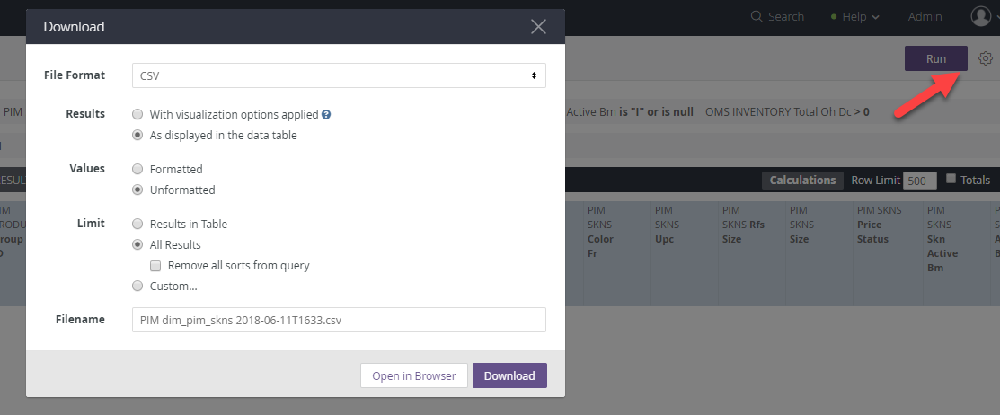 Download
Search
Help
Admin
Run
File Format
CSV
Results
With visualization options applied ?
As displayed in the data table
PIM
Active Bm is "I" or is null OMS INVENTORY Total Oh Dc > 0
Values
Formatted
Unformatted
RESUL
Calculations
Row Limit 500
Totals
Limit
Results in Table
All Results
Remove all sorts from query
Custom...
PIM
SKNS
Color
Fr
PIM
SKNS
Upc
PIM
SKNS Rfs
Size
PIM
SKNS
Size
PIM SKNS
Price
Status
PIM
SKNS
Skn
Active
Bm
Filename
PIM dim_pim_skns 2018-06-11T1633.csv
Open in Browser
Download